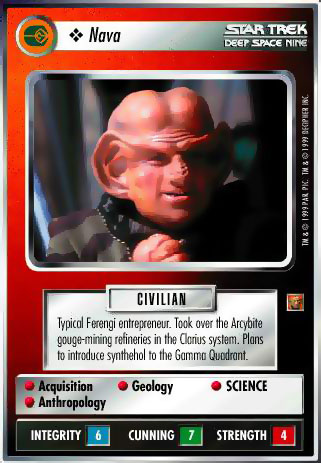 ❖ Nava
STAR TREK
DEEP SPACE NINE
TM & © 1999 PAR. PIC. TM & © 1999 DECIPHER INC.
CIVILIAN
Typical Ferengi entrepreneur. Took over the Arcybite
gouge-mining refineries in the Clarius system. Plans
to introduce synthehol to the Gamma Quadrant.
● Acquisition ● Geology ● SCIENCE
● Anthropology
INTEGRITY 6 CUNNING 7 STRENGTH 4